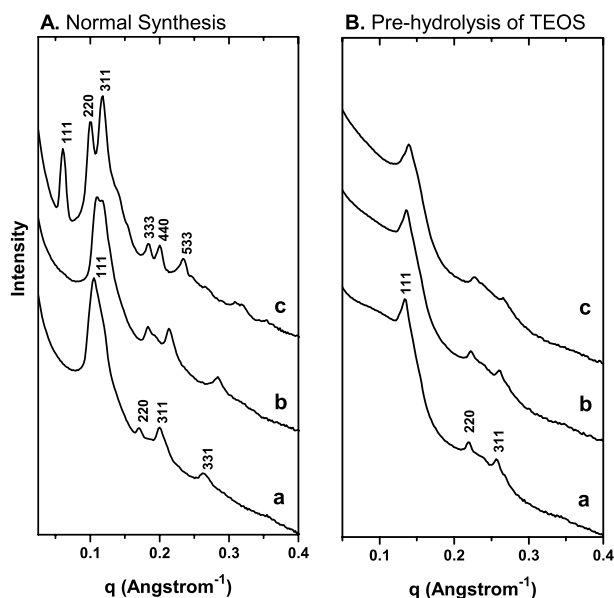 A. Normal Synthesis
111
220
311
333
440
533
c
111
b
220
311
331
a
Intensity
0.1
0.2
0.3
0.4
q (Angstrom-1)
B. Pre-hydrolysis of TEOS
c
b
111
220
311
a
0.1
0.2
0.3
0.4
q (Angstrom-1)